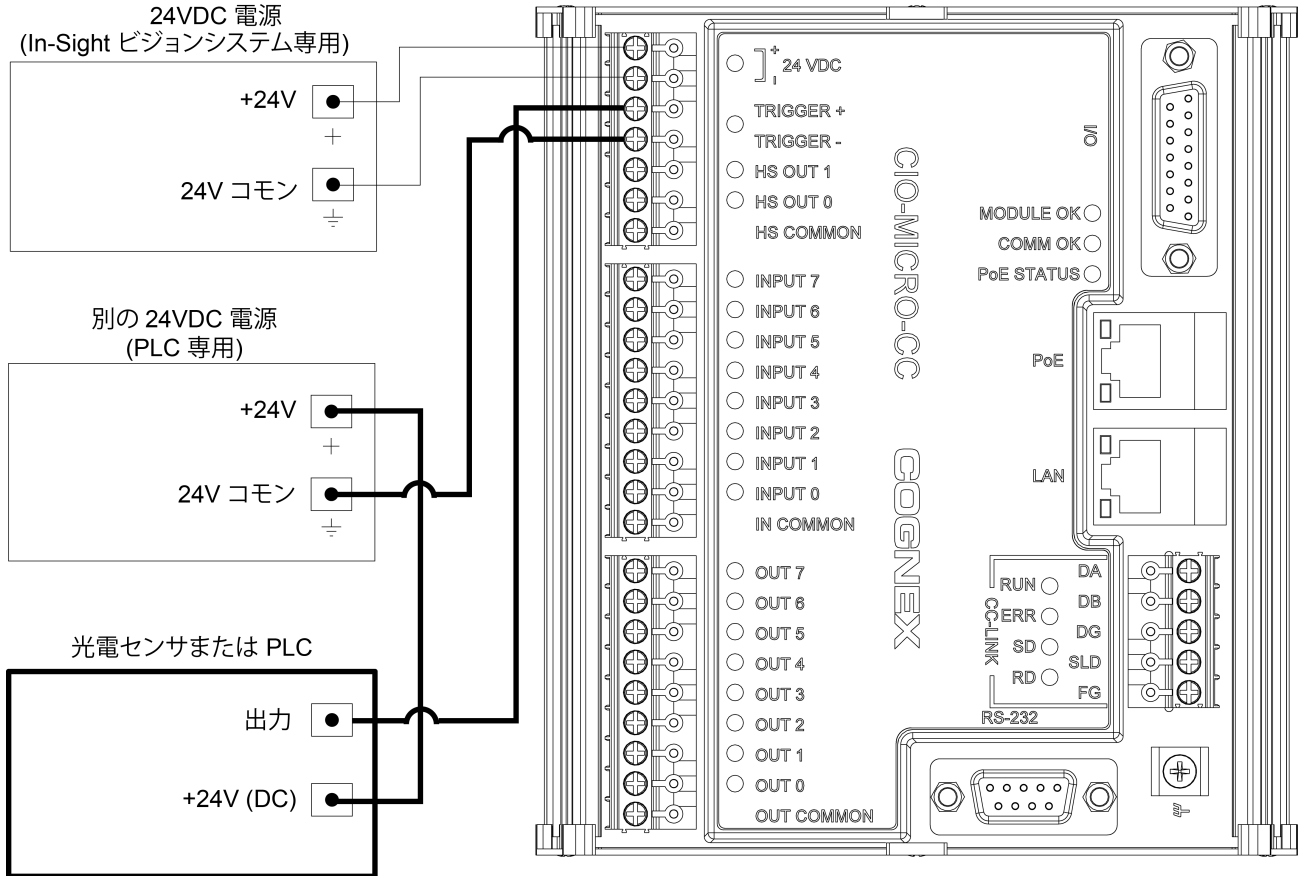 24VDC 電源
(In-Sight ビジョンシステム専用)
+24V
+
24V コモン
別の 24VDC 電源
(PLC 専用)
+24V
+
24V コモン
光電センサまたは PLC
出力
+24V (DC)
+
-
24 VDC
TRIGGER +
TRIGGER -
HS OUT 1
HS OUT 0
HS COMMON
INPUT 7
INPUT 6
INPUT 5
INPUT 4
INPUT 3
INPUT 2
INPUT 1
INPUT 0
IN COMMON
OUT 7
OUT 6
OUT 5
OUT 4
OUT 3
OUT 2
OUT 1
OUT 0
OUT COMMON
CIO-MICRO-CC
COGNEX
I/O
MODULE OK
COMM OK
PoE STATUS
PoE
LAN
CC-LINK
RUN
ERR
SD
RD
DA
DB
DG
SLD
FG
RS-232